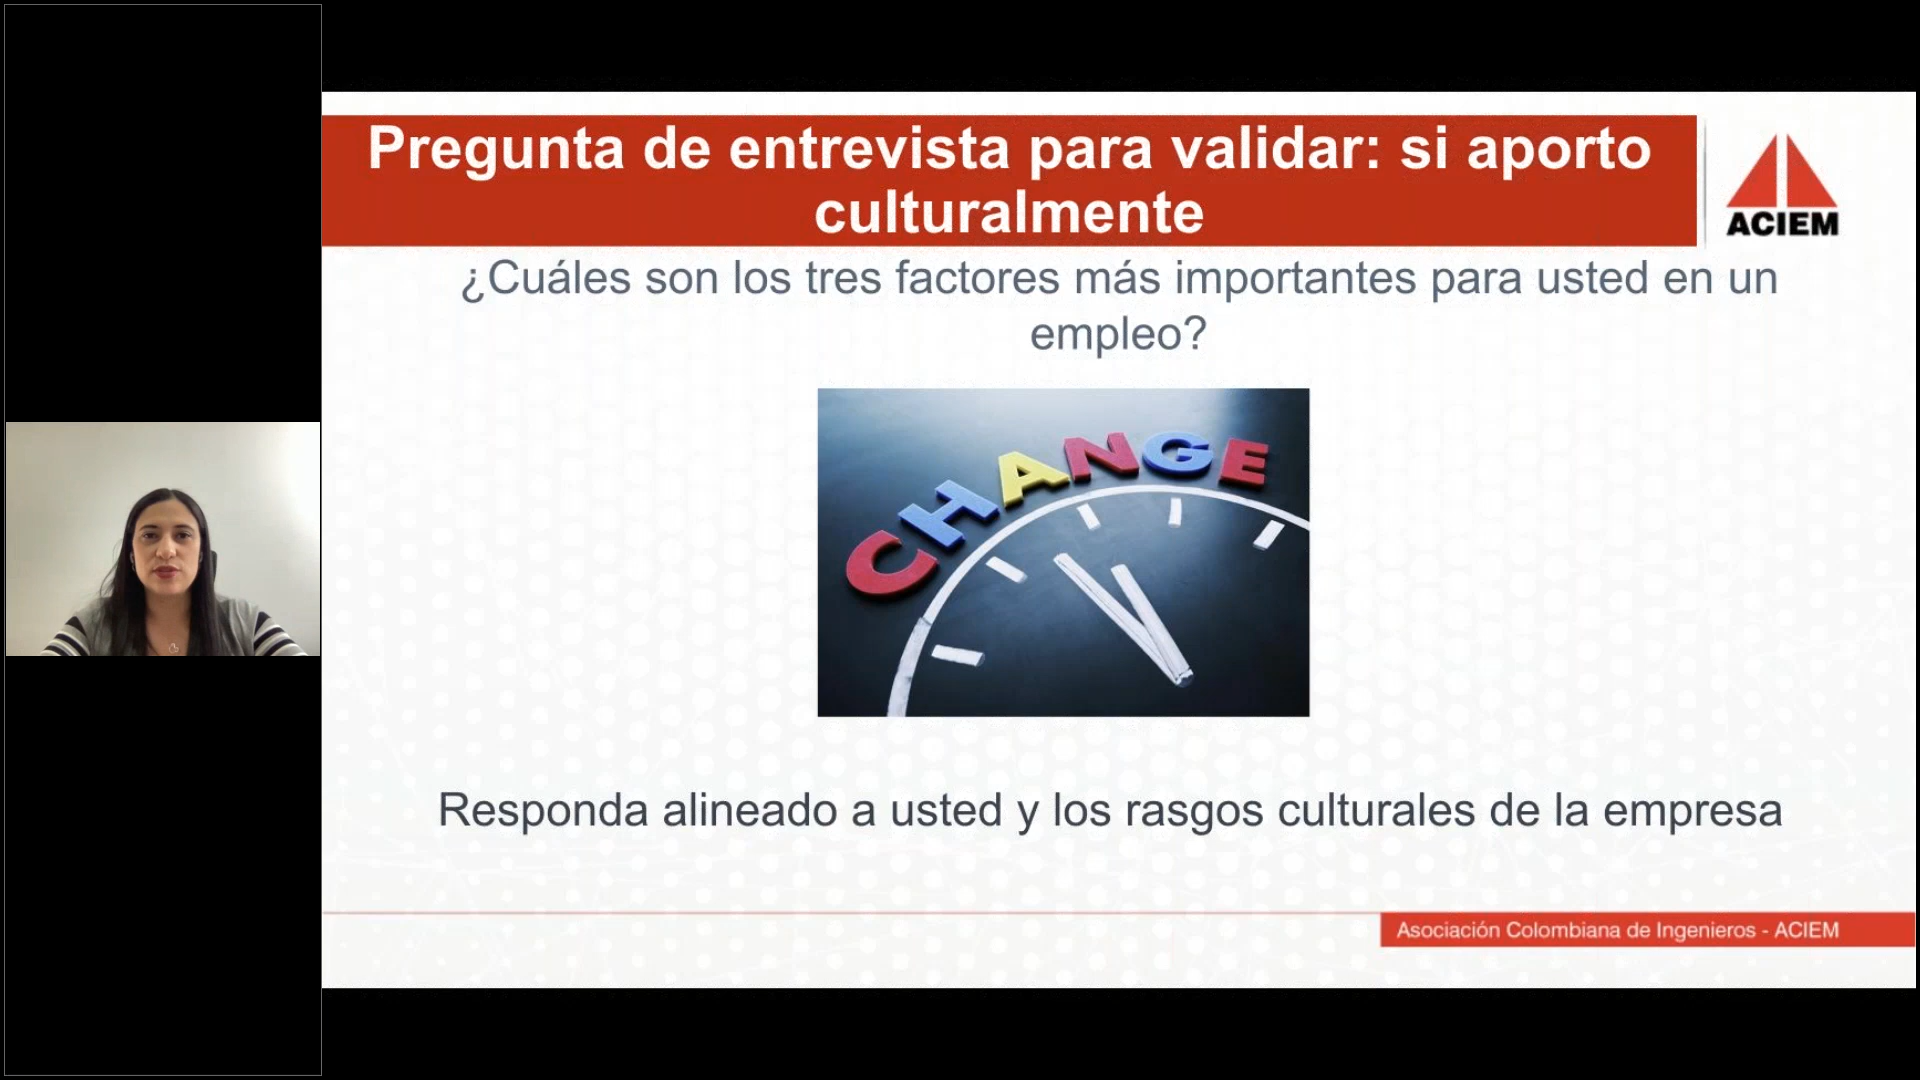 Pregunta de entrevista para validar: si aporto
culturalmente
ACIEM
¿Cuáles son los tres factores más importantes para usted en un
empleo?
CHANGE
Responda alineado a usted y los rasgos culturales de la empresa
Asociación Colombiana de Ingenieros - ACIEM